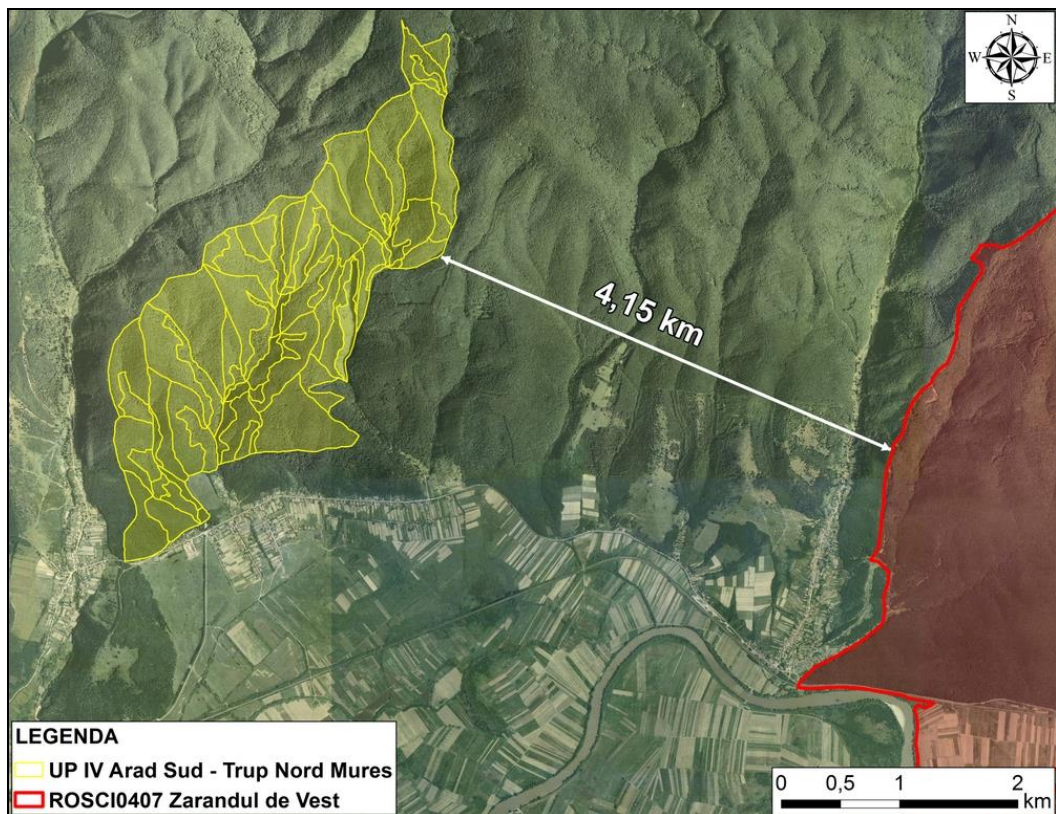 N
W E
S
4,15 km
LEGENDA
UP IV Arad Sud - Trup Nord Mures
ROSCI0407 Zarandul de Vest
0 0,5 1 2
km